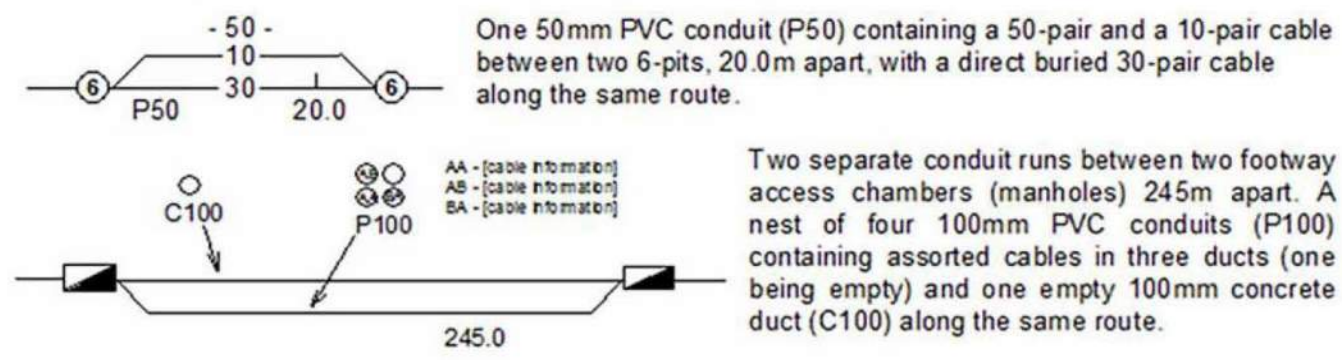 - 50 -
10
6 30 6
P50 20.0
One 50mm PVC conduit (P50) containing a 50-pair and a 10-pair cable
between two 6-pits, 20.0m apart, with a direct buried 30-pair cable
along the same route.
C100
P100
AA - [cable information]
AB - [cable information]
BA - [cable information]
245.0
Two separate conduit runs between two footway
access chambers (manholes) 245m apart. A
nest of four 100mm PVC conduits (P100)
containing assorted cables in three ducts (one
being empty) and one empty 100mm concrete
duct (C100) along the same route.